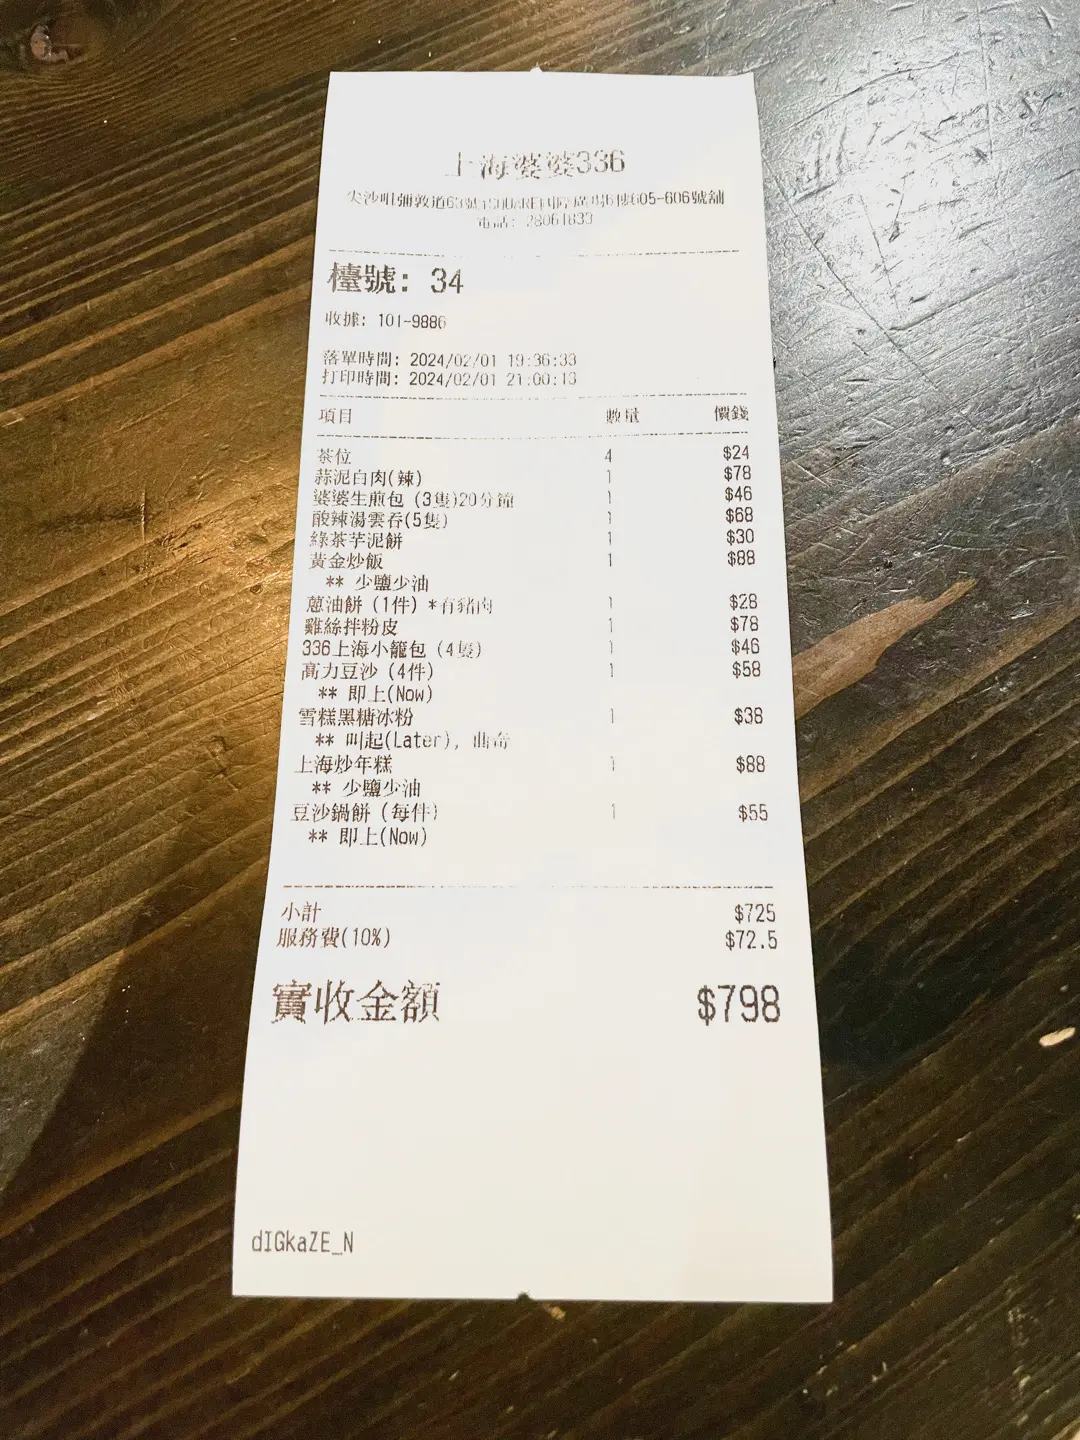 上海婆婆336
尖沙咀彌敦道63號iSQUARE國際廣場6樓605-606號舖
電話: 28061833
檯號: 34
收據: 101-9886
落單時間: 2024/02/01 19:36:33
打印時間: 2024/02/01 21:00:13
項目 數量 價錢
茶位 4 $24
蒜泥白肉(辣) 1 $78
婆婆生煎包 (3隻)20分鐘 1 $46
酸辣湯雲吞(5隻) 1 $68
綠茶芋泥餅 1 $30
黃金炒飯 1 $88
** 少鹽少油
蔥油餅 (1件) *有豬肉 1 $28
雞絲拌粉皮 1 $78
336上海小籠包 (4隻) 1 $46
高力豆沙 (4件) 1 $58
** 即上(Now)
雪糕黑糖冰粉 1 $38
** 叫起(Later), 曲奇
上海炒年糕 1 $88
** 少鹽少油
豆沙鍋餅 (每件) 1 $55
** 即上(Now)
小計 $725
服務費(10%) $72.5
實收金額 $798
dIGkaZE_N